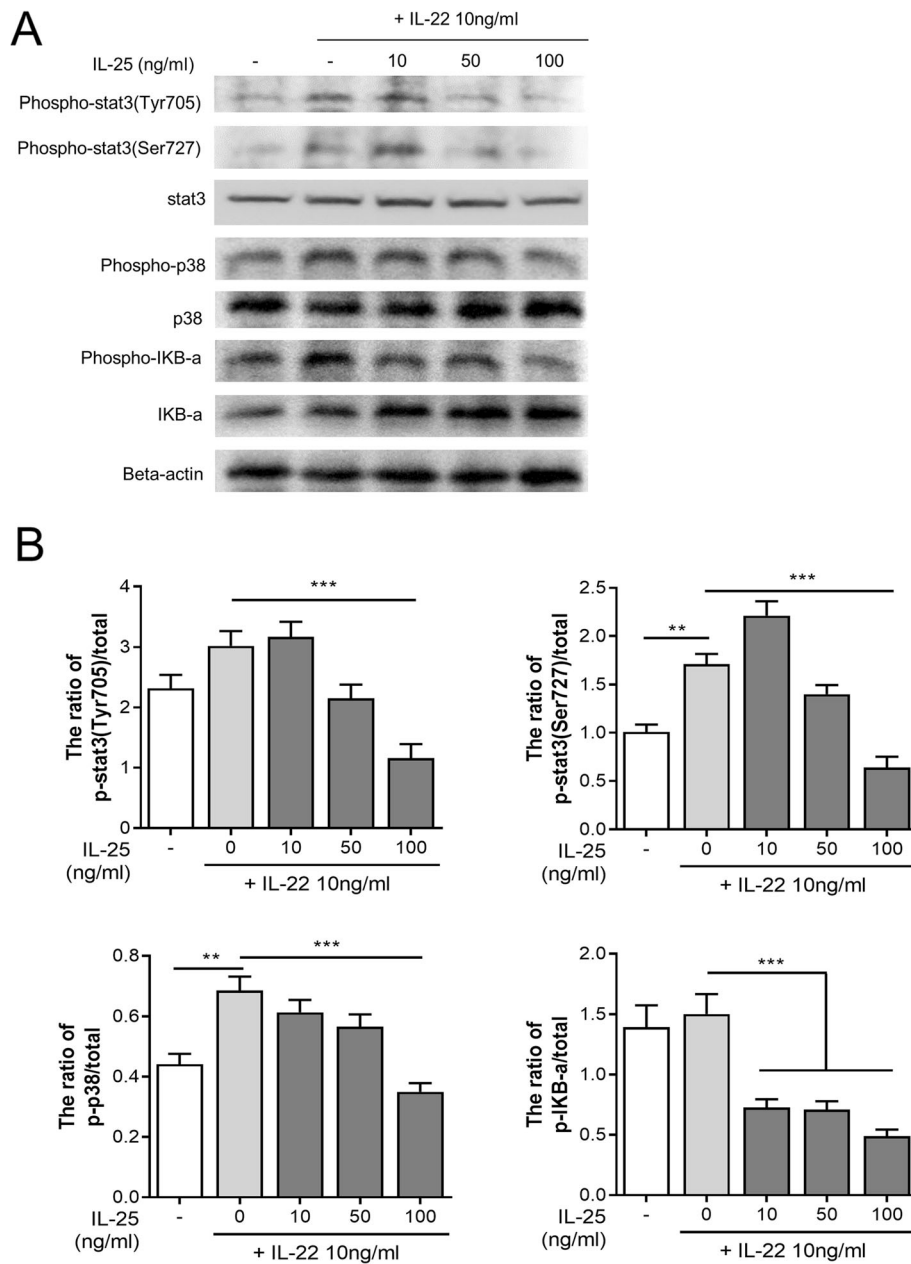 A
+ IL-22 10ng/ml
IL-25 (ng/ml) - - 10 50 100
Phospho-stat3(Tyr705)
Phospho-stat3(Ser727)
stat3
Phospho-p38
p38
Phospho-IKB-a
IKB-a
Beta-actin
B
The ratio of
p-stat3(Tyr705)/total
4
3
2
1
0
***
IL-25
(ng/ml)
- 0 10 50 100
+ IL-22 10ng/ml
The ratio of
p-stat3(Ser727)/total
2.5
2.0
1.5
1.0
0.5
0.0
**
***
IL-25
(ng/ml)
- 0 10 50 100
+ IL-22 10ng/ml
The ratio of
p-p38/total
0.8
0.6
0.4
0.2
0.0
**
***
IL-25
(ng/ml)
- 0 10 50 100
+ IL-22 10ng/ml
The ratio of
p-IKB-a/total
2.0
1.5
1.0
0.5
0.0
***
IL-25
(ng/ml)
- 0 10 50 100
+ IL-22 10ng/ml